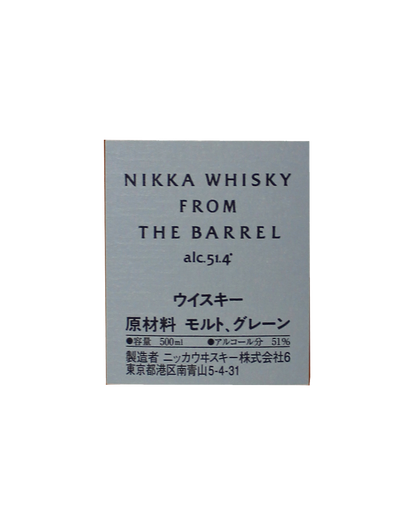 NIKKA WHISKY
FROM
THE BARREL
alc.51.4°
ウイスキー
原材料 モルト、グレーン
●容量 500ml ●アルコール分 51%
製造者 ニッカウヰスキー株式会社6
東京都港区南青山5-4-31